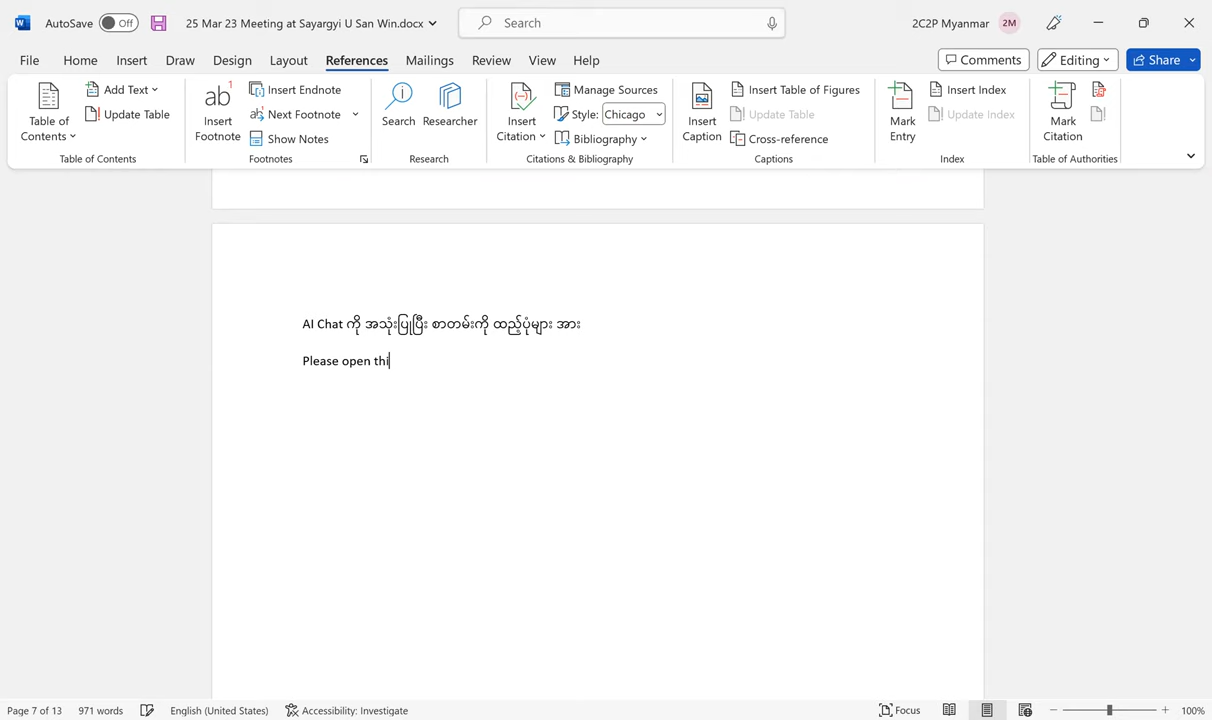 AutoSave Off 25 Mar 23 Meeting at Sayargyi U San Win.docx Search 2C2P Myanmar 2M
File Home Insert Draw Design Layout References Mailings Review View Help Comments Editing Share
Table of Contents
Add Text
Update Table
Table of Contents
ab1
Insert Footnote
Insert Endnote
Next Footnote
Show Notes
Footnotes
Search
Researcher
Research
Insert Citation
Manage Sources
Style: Chicago
Bibliography
Citations & Bibliography
Insert Caption
Insert Table of Figures
Update Table
Cross-reference
Captions
Mark Entry
Insert Index
Update Index
Index
Mark Citation
Table of Authorities
AI Chat ကို အသုံးပြုပြီး စာတမ်းကို ထည့်ပုံများ အား
Please open thi
Page 7 of 13 971 words English (United States) Accessibility: Investigate Focus 100%